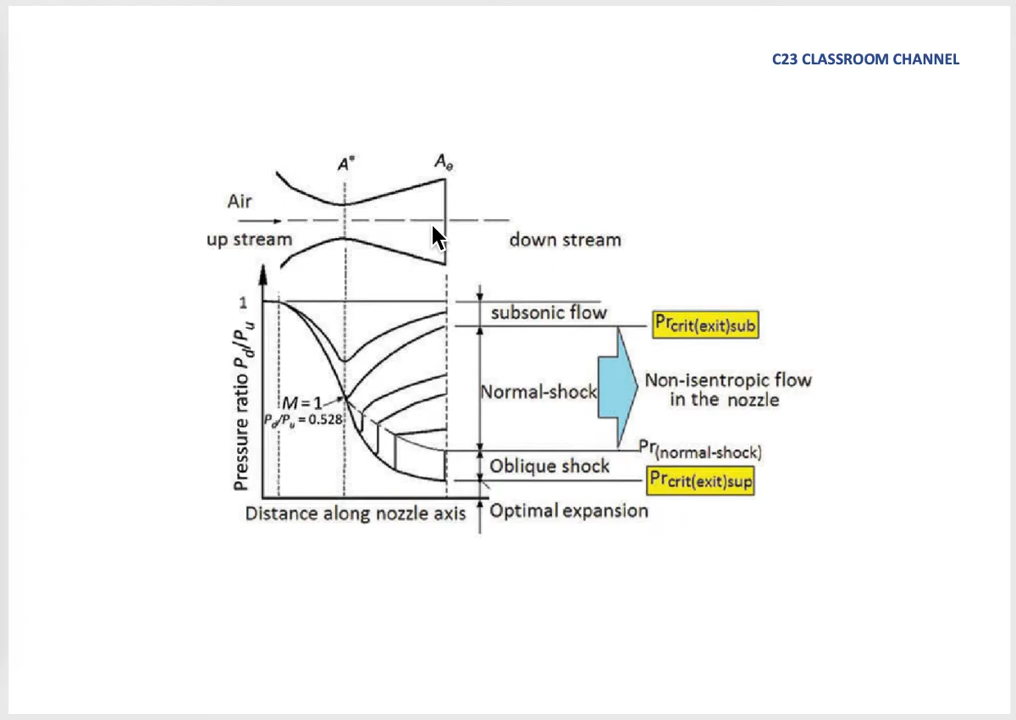 C23 CLASSROOM CHANNEL
A*
Ae
Air
up stream
down stream
1
subsonic flow
Prcrit(exit)sub
Pressure ratio Pd/Pu
Normal-shock
Non-isentropic flow
in the nozzle
M=1
Pd/Pu = 0.528
Pr(normal-shock)
Oblique shock
Prcrit(exit)sup
Distance along nozzle axis
Optimal expansion